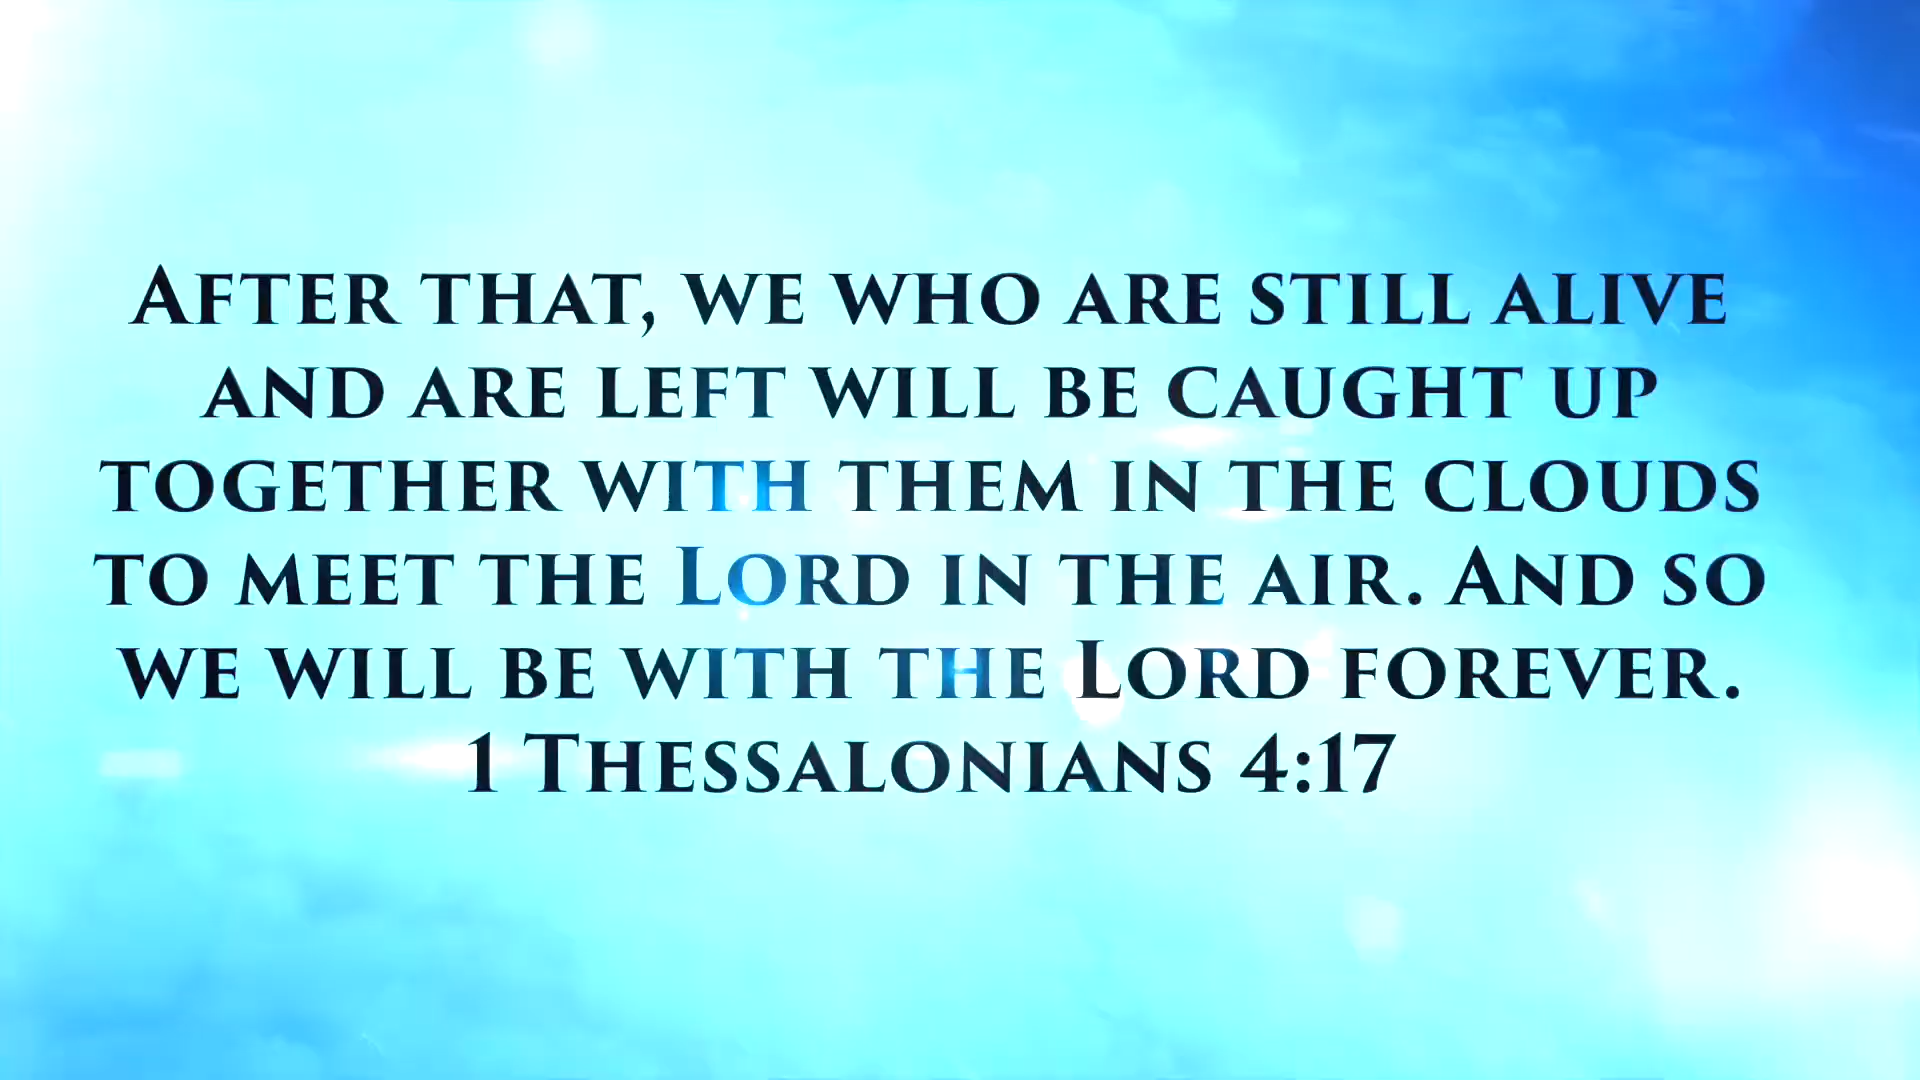 After that, we who are still alive
and are left will be caught up
together with them in the clouds
to meet the Lord in the air. And so
we will be with the Lord forever.
1 Thessalonians 4:17